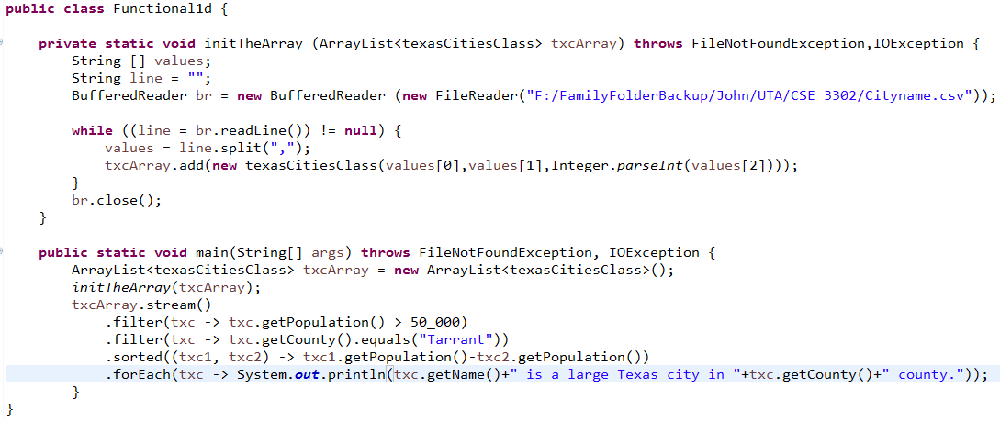 public class Functional1d {
private static void initTheArray (ArrayList<texasCitiesClass> txcArray) throws FileNotFoundException,IOException {
String [] values;
String line = "";
BufferedReader br = new BufferedReader (new FileReader("F:/FamilyFolderBackup/John/UTA/CSE 3302/Cityname.csv"));
while ((line = br.readLine()) != null) {
values = line.split(",");
txcArray.add(new texasCitiesClass(values[0],values[1],Integer.parseInt(values[2])));
}
br.close();
}
public static void main(String[] args) throws FileNotFoundException, IOException {
ArrayList<texasCitiesClass> txcArray = new ArrayList<texasCitiesClass>();
initTheArray(txcArray);
txcArray.stream()
.filter(txc -> txc.getPopulation() > 50_000)
.filter(txc -> txc.getCounty().equals("Tarrant"))
.sorted((txc1, txc2) -> txc1.getPopulation()-txc2.getPopulation())
.forEach(txc -> System.out.println(txc.getName()+" is a large Texas city in "+txc.getCounty()+" county."));
}
}